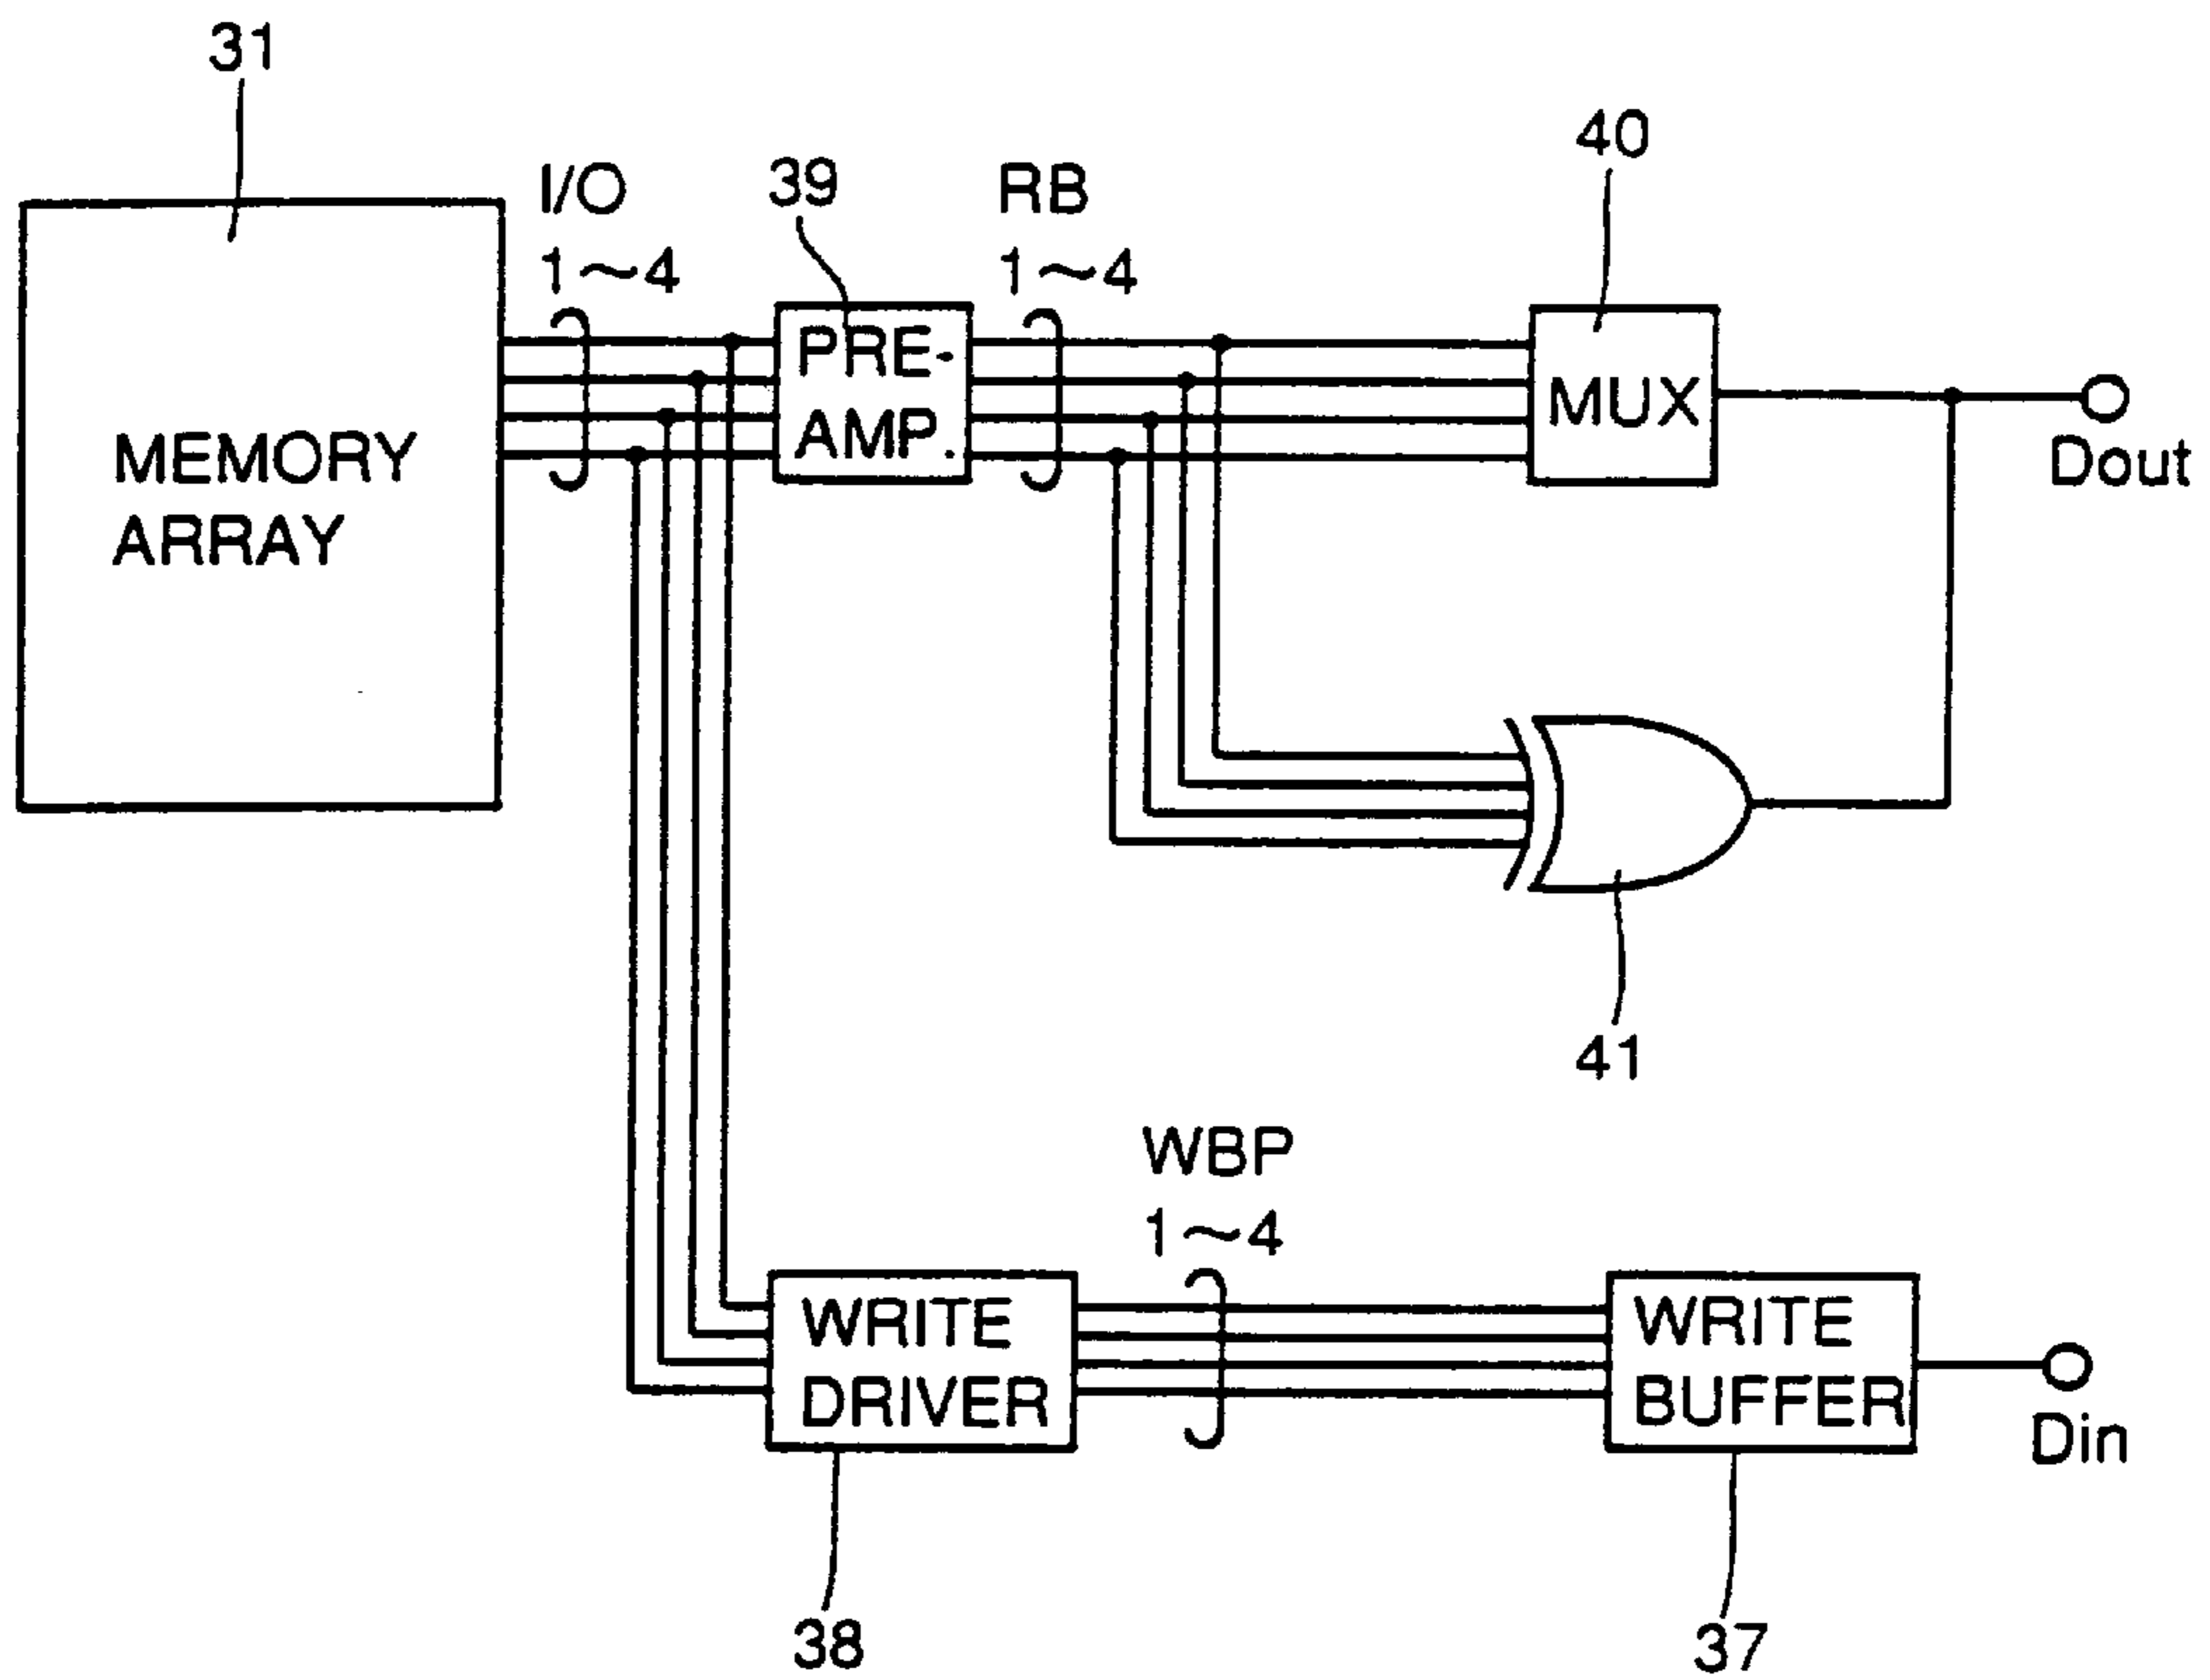 31
40
I/O
1~4
39
RB
1~4
PRE-
AMP.
MUX
MEMORY
ARRAY
Dout
41
WBP
1~4
WRITE
DRIVER
WRITE
BUFFER
Din
38
37